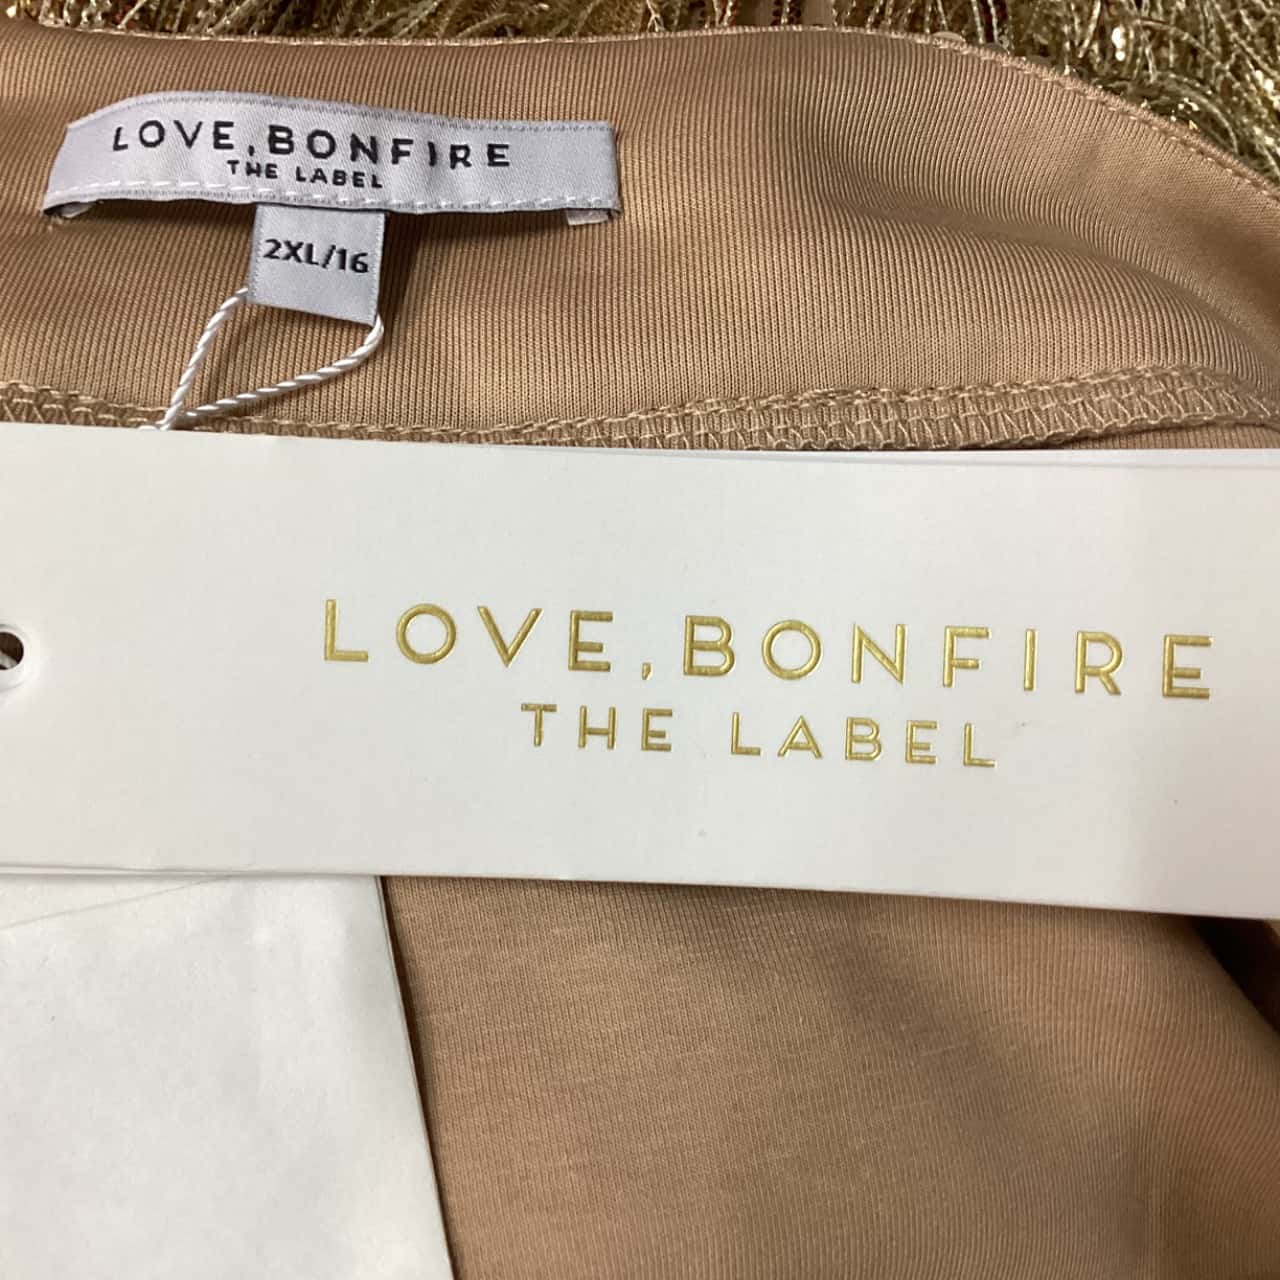 LOVE, BONFIRE
THE LABEL
2XL/16
LOVE, BONFIRE
THE LABEL